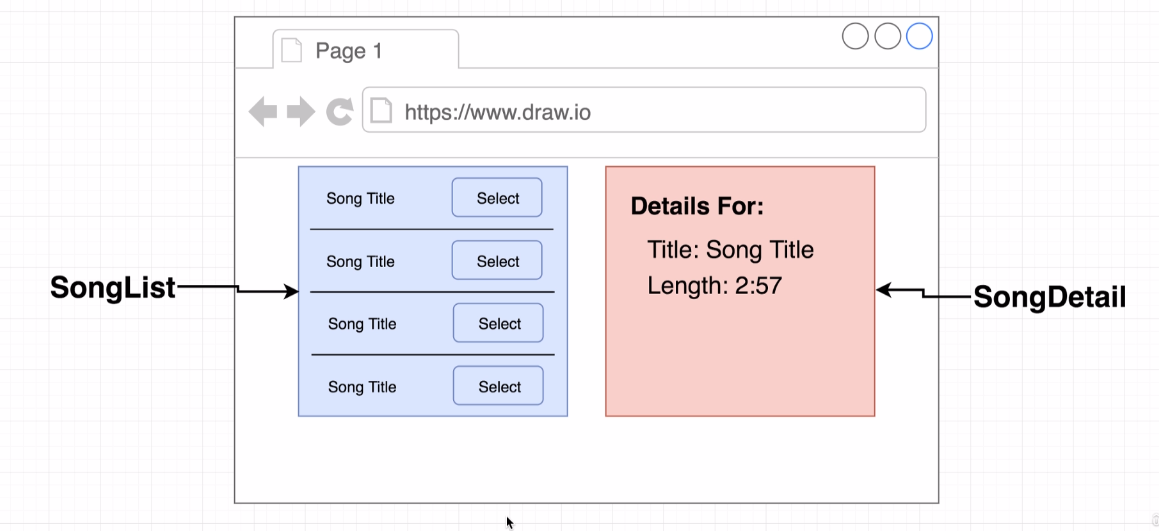 Page 1
https://www.draw.io
Song Title Select
Song Title Select
Song Title Select
Song Title Select
Details For:
Title: Song Title
Length: 2:57
SongList
SongDetail